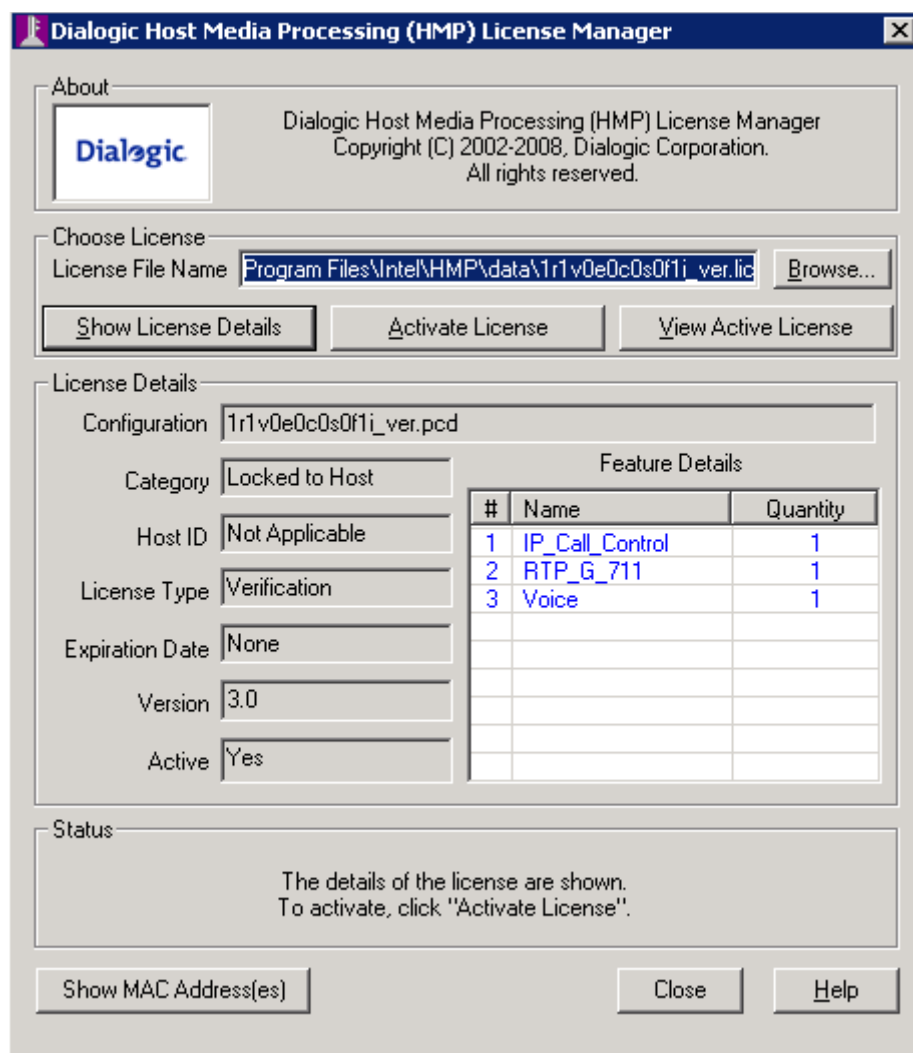 Dialogic Host Media Processing (HMP) License Manager
About
Dialogic
Dialogic Host Media Processing (HMP) License Manager
Copyright (C) 2002-2008, Dialogic Corporation.
All rights reserved.
Choose License
License File Name Program Files\Intel\HMP\data\1r1v0e0c0s0f1i_ver.lic Browse...
Show License Details Activate License View Active License
License Details
Configuration 1r1v0e0c0s0f1i_ver.pcd
Category Locked to Host
Host ID Not Applicable
License Type Verification
Expiration Date None
Version 3.0
Active Yes
Feature Details
# Name Quantity
1 IP_Call_Control 1
2 RTP_G_711 1
3 Voice 1
Status
The details of the license are shown.
To activate, click "Activate License".
Show MAC Address(es) Close Help